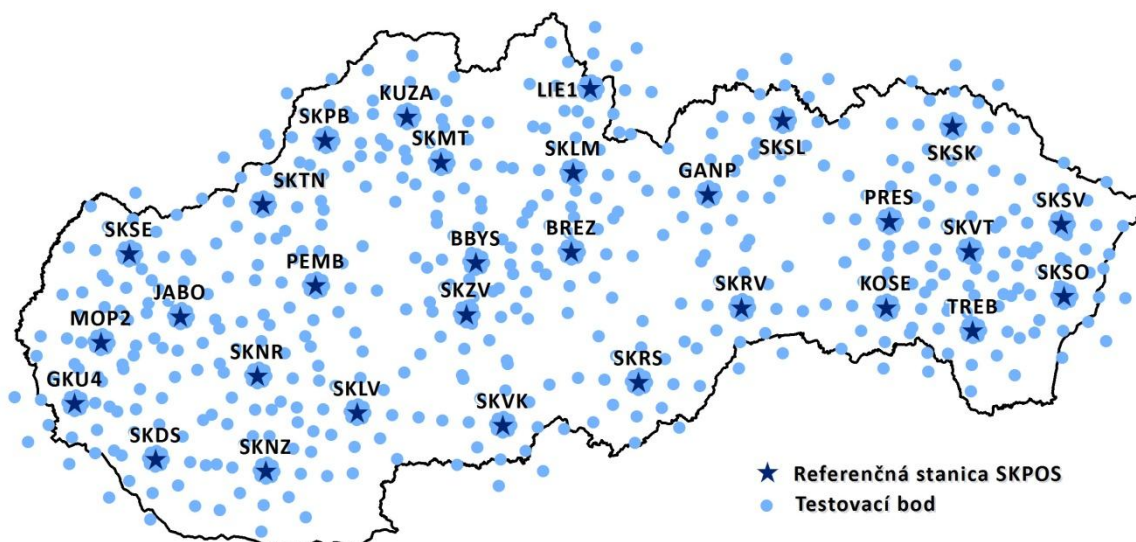 LIE1
KUZA
SKPB
SKMT
SKSL
SKSK
SKLM
GANP
SKTN
PRES
SKSV
SKSE
BREZ
SKVT
BBYS
PEMB
SKSO
JABO
SKZV
SKRV
KOSE
TREB
MOP2
SKNR
SKRS
GKU4
SKLV
SKVK
SKDS
SKNZ
Referenčná stanica SKPOS
Testovací bod